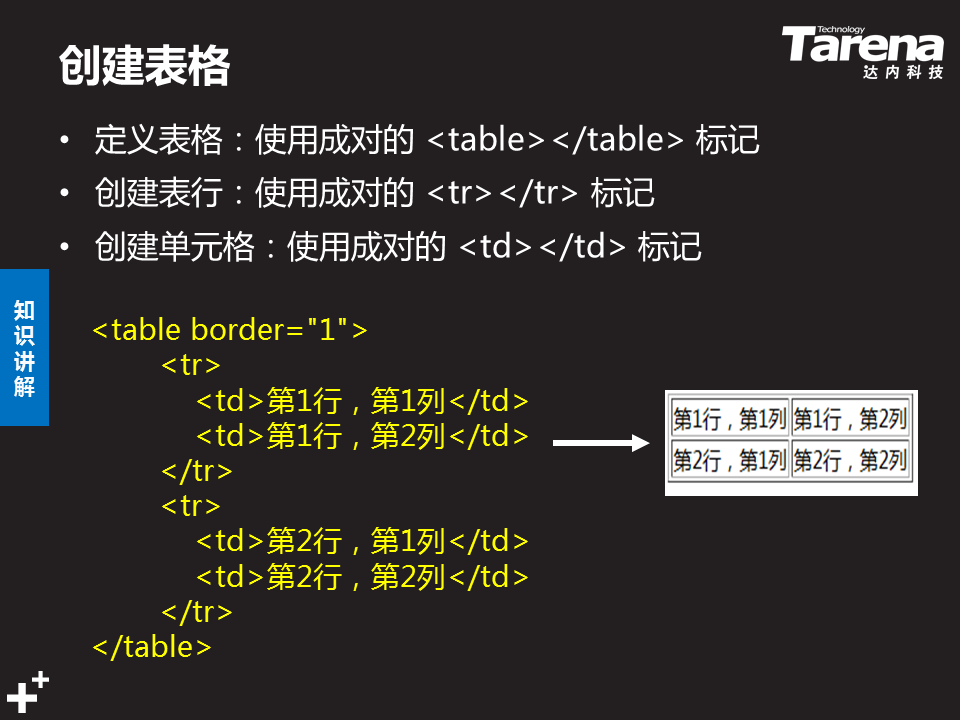 创建表格
Technology
Tarena
达内科技
• 定义表格：使用成对的 <table></table> 标记
• 创建表行：使用成对的 <tr></tr> 标记
• 创建单元格：使用成对的 <td></td> 标记
知识讲解
<table border="1">
<tr>
<td>第1行，第1列</td>
<td>第1行，第2列</td>
</tr>
<tr>
<td>第2行，第1列</td>
<td>第2行，第2列</td>
</tr>
</table>
第1行，第1列 第1行，第2列
第2行，第1列 第2行，第2列